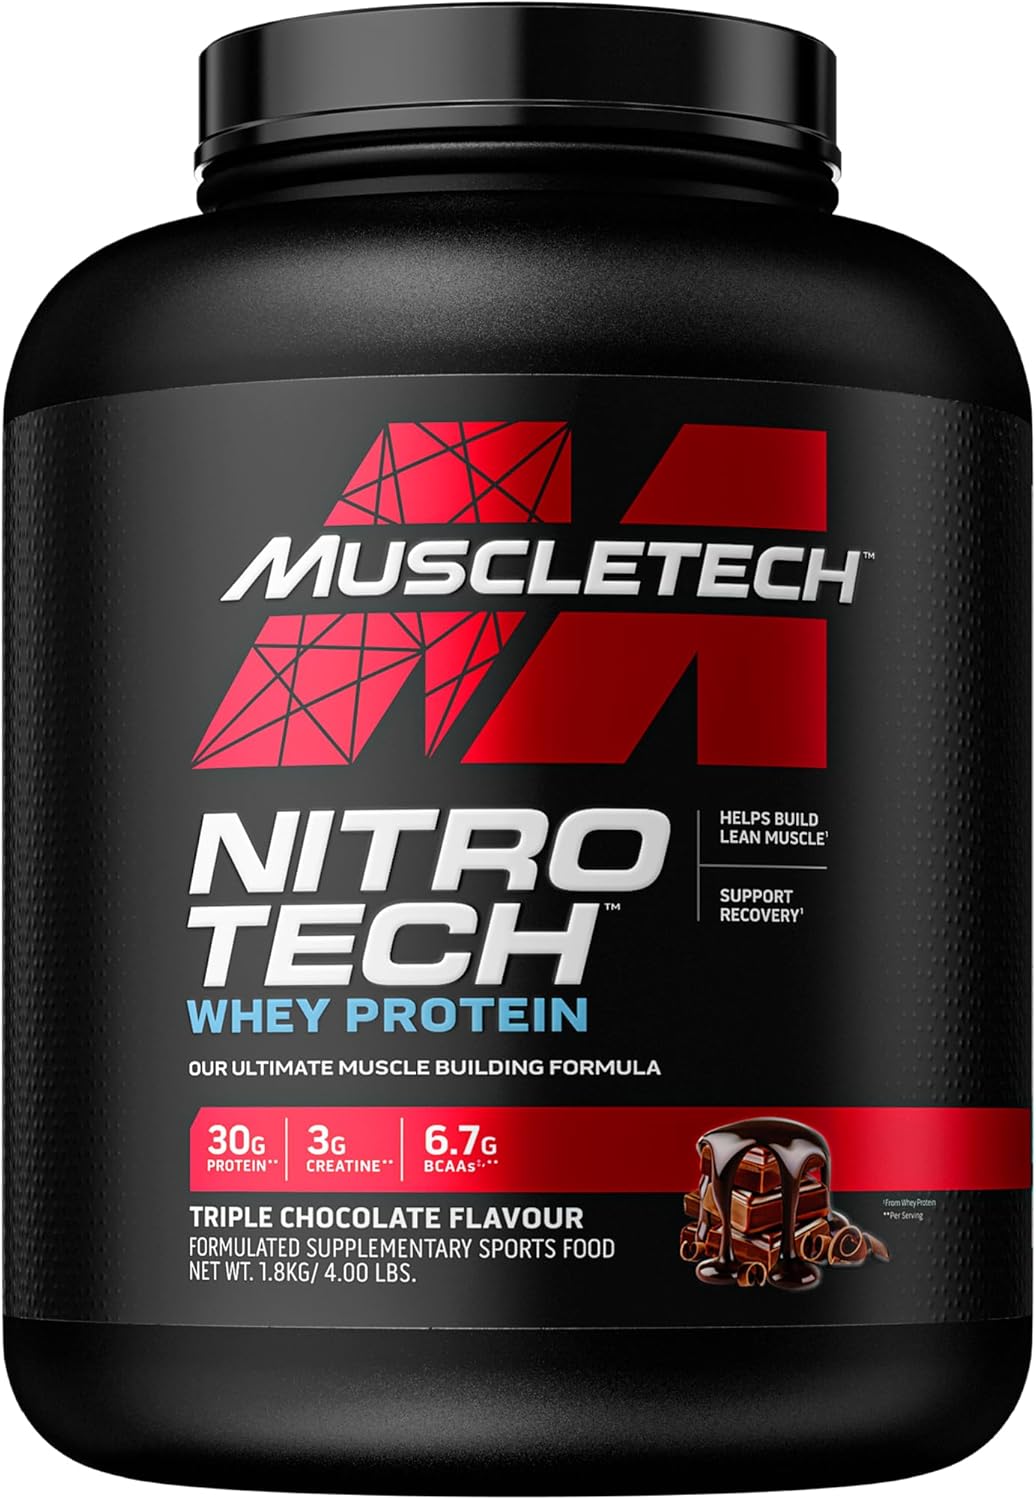 MUSCLETECH™
NITRO
TECH™
WHEY PROTEIN
HELPS BUILD
LEAN MUSCLE¹
SUPPORT
RECOVERY¹
OUR ULTIMATE MUSCLE BUILDING FORMULA
30G
PROTEIN**
3G
CREATINE**
6.7G
BCAAs‡,**
TRIPLE CHOCOLATE FLAVOUR
FORMULATED SUPPLEMENTARY SPORTS FOOD
NET WT. 1.8KG/ 4.00 LBS.
‡From Whey Protein
**Per Serving